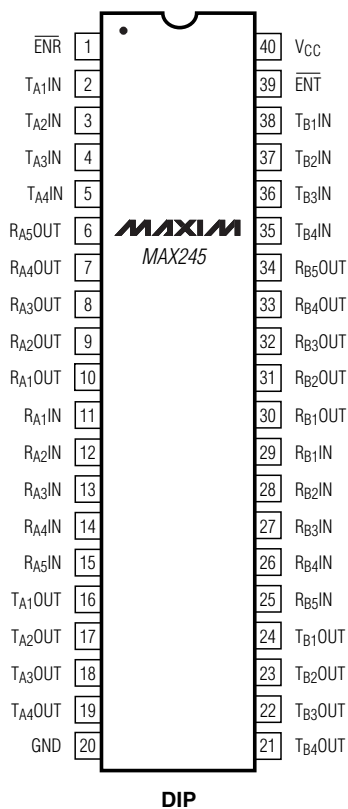 ENR 1 40 VCC
TA1IN 2 39 ENT
TA2IN 3 38 TB1IN
TA3IN 4 37 TB2IN
TA4IN 5 36 TB3IN
RA5OUT 6 MAXIM 35 TB4IN
MAX245
RA4OUT 7 34 RB5OUT
RA3OUT 8 33 RB4OUT
RA2OUT 9 32 RB3OUT
RA1OUT 10 31 RB2OUT
RA1IN 11 30 RB1OUT
RA2IN 12 29 RB1IN
RA3IN 13 28 RB2IN
RA4IN 14 27 RB3IN
RA5IN 15 26 RB4IN
TA1OUT 16 25 RB5IN
TA2OUT 17 24 TB1OUT
TA3OUT 18 23 TB2OUT
TA4OUT 19 22 TB3OUT
GND 20 21 TB4OUT
DIP